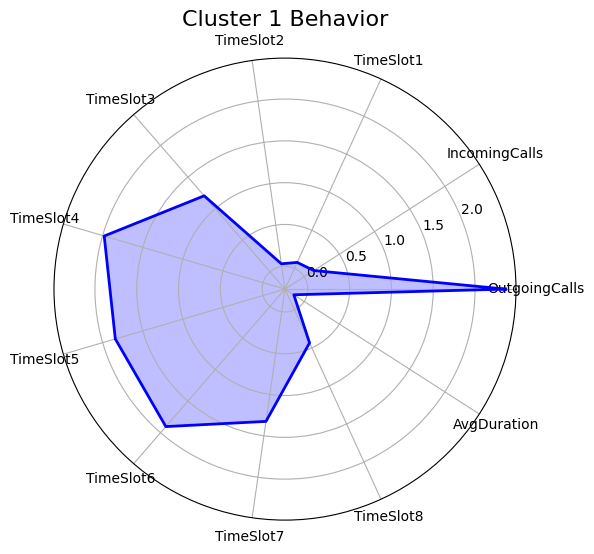 Cluster 1 Behavior
TimeSlot2
TimeSlot1
TimeSlot3
IncomingCalls
TimeSlot4
2.0
1.5
1.0
0.5
0.0
OutgoingCalls
TimeSlot5
AvgDuration
TimeSlot6
TimeSlot8
TimeSlot7